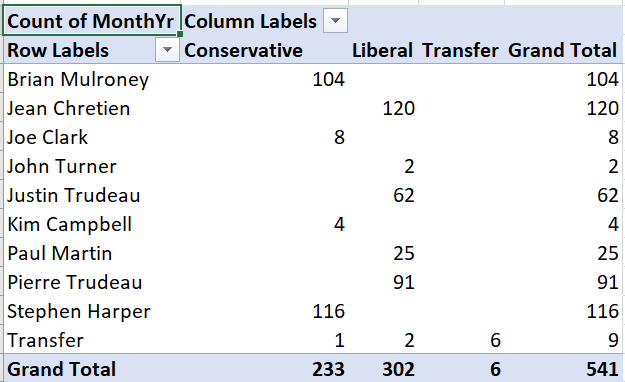 Count of MonthYr Column Labels
Row Labels Conservative Liberal Transfer Grand Total
Brian Mulroney 104 104
Jean Chretien 120 120
Joe Clark 8 8
John Turner 2 2
Justin Trudeau 62 62
Kim Campbell 4 4
Paul Martin 25 25
Pierre Trudeau 91 91
Stephen Harper 116 116
Transfer 1 2 6 9
Grand Total 233 302 6 541